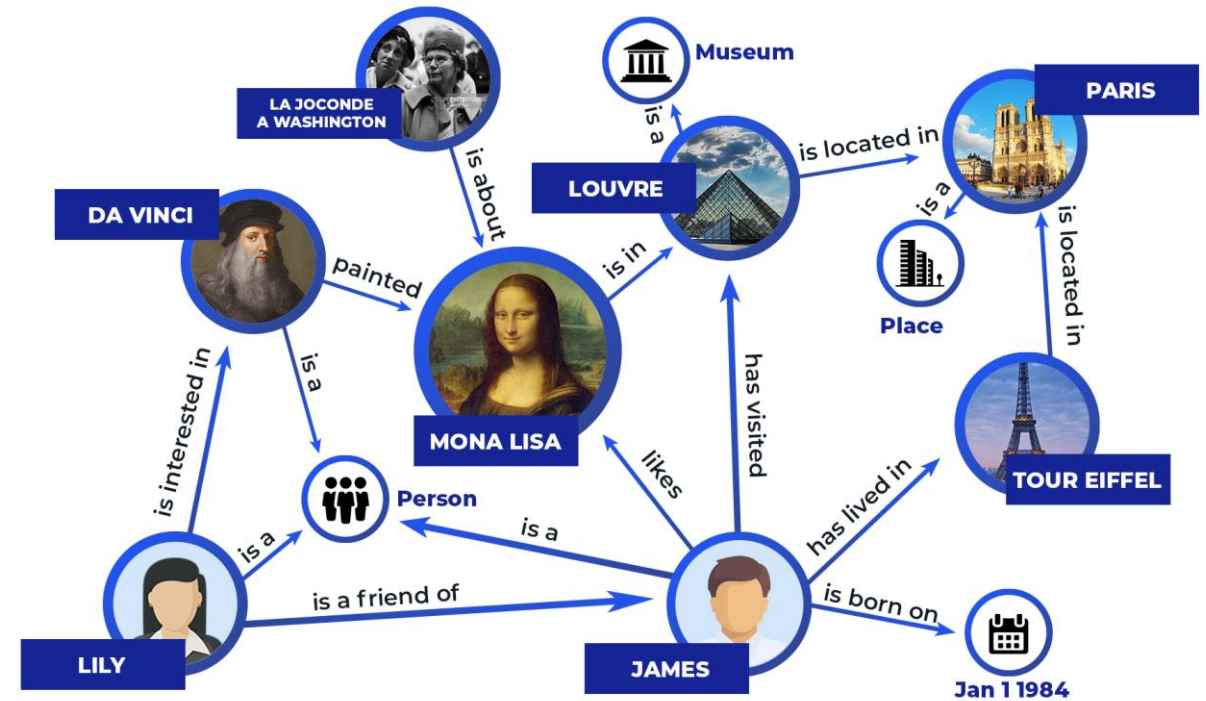 LA JOCONDE
A WASHINGTON
Museum
PARIS
is a
is located in
is about
LOUVRE
is a
DA VINCI
is located in
painted
is in
Place
is a
is interested in
has visited
MONA LISA
likes
TOUR EIFFEL
Person
has lived in
is a
is a
is a friend of
is born on
LILY
JAMES
Jan 1 1984